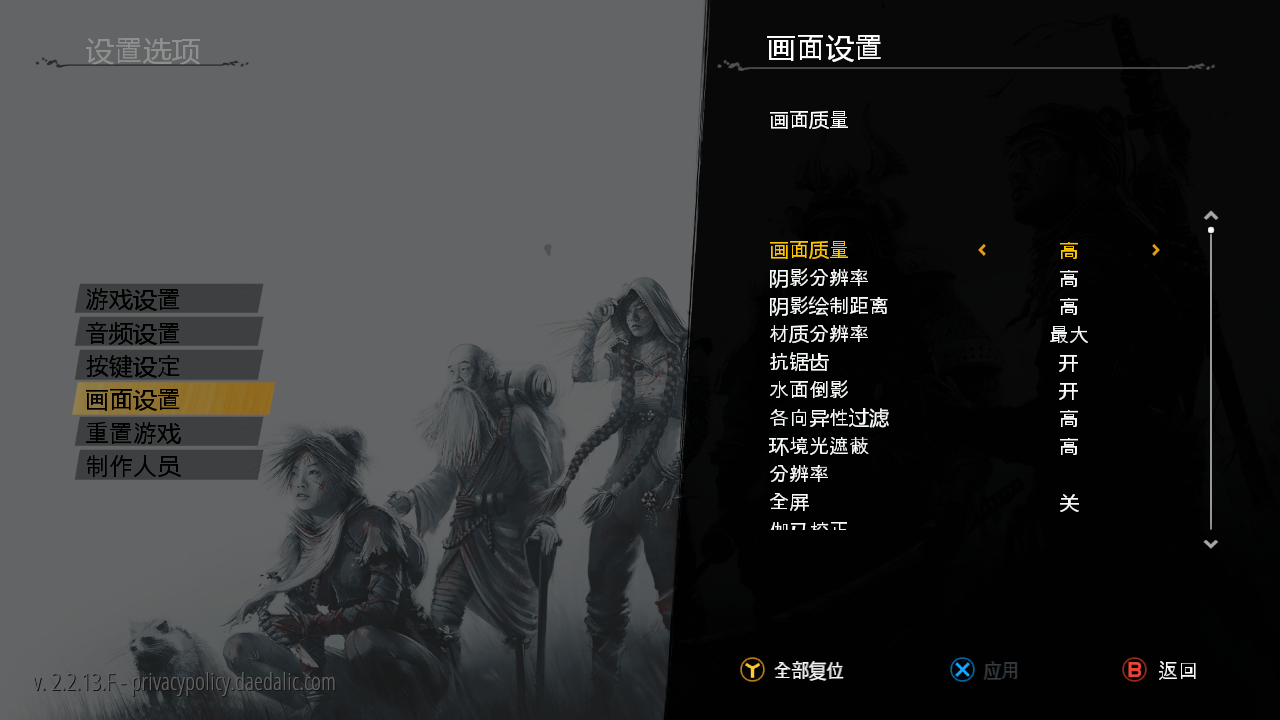 设置选项
游戏设置
音频设置
按键设定
画面设置
重置游戏
制作人员
v. 2.2.13.F - privacypolicy.daedalic.com
画面设置
画面质量
画面质量 高
阴影分辨率 高
阴影绘制距离 高
材质分辨率 最大
抗锯齿 开
水面倒影 开
各向异性过滤 高
环境光遮蔽 高
分辨率
全屏 关
伽马校正
Y 全部复位 X 应用 B 返回